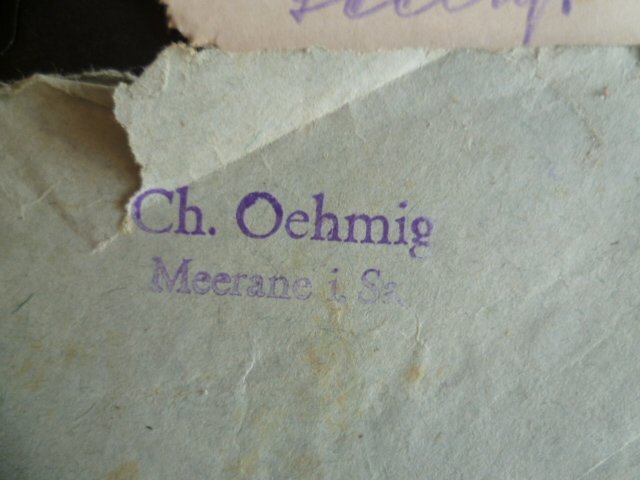 Ch. Oehmig
Meerane i. Sa